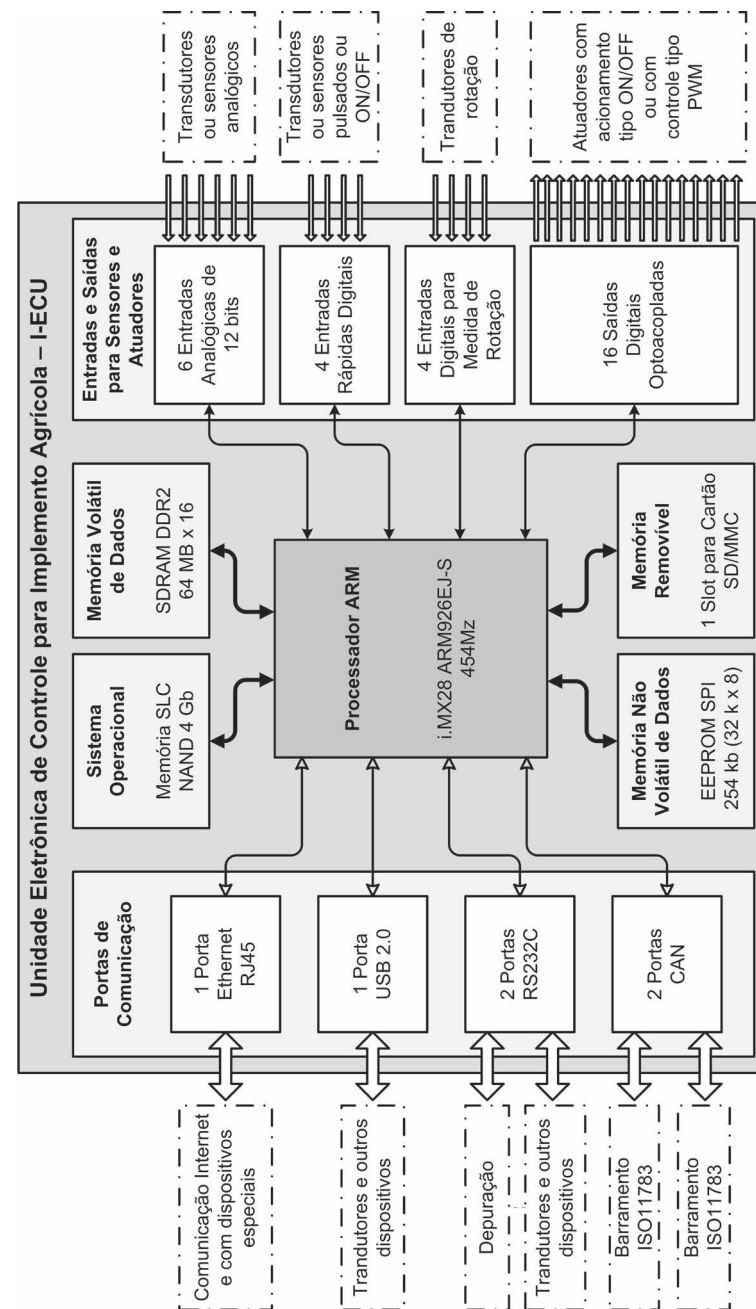 Unidade Eletrônica de Controle para Implemento Agrícola – I-ECU
Comunicação Internet
e com dispositivos
especiais
Trandutores e outros
dispositivos
Depuração
Trandutores e outros
dispositivos
Barramento
ISO11783
Barramento
ISO11783
Portas de
Comunicação
1 Porta
Ethernet
RJ45
1 Porta
USB 2.0
2 Portas
RS232C
2 Portas
CAN
Sistema
Operacional
Memória SLC
NAND 4 Gb
Memória Volátil
de Dados
SDRAM DDR2
64 MB x 16
Processador ARM
i.MX28 ARM926EJ-S
454Mz
Memória Não
Volátil de Dados
EEPROM SPI
254 kb (32 k x 8)
Memória
Removível
1 Slot para Cartão
SD/MMC
Entradas e Saídas
para Sensores e
Atuadores
6 Entradas
Analógicas de
12 bits
4 Entradas
Rápidas Digitais
4 Entradas
Digitais para
Medida de
Rotação
16 Saídas
Digitais
Optoacopladas
Transdutores
ou sensores
analógicos
Transdutores
ou sensores
pulsados ou
ON/OFF
Trandutores de
rotação
Atuadores com
acionamento
tipo ON/OFF
ou com
controle tipo
PWM